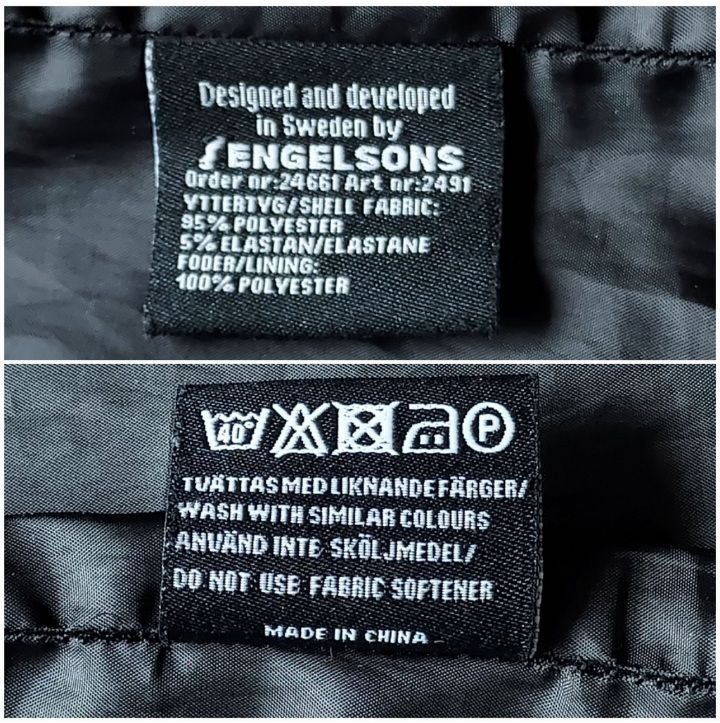 Designed and developed
in Sweden by
ENGELSONS
Order nr:24661 Art nr:2491
YTTERTYG/SHELL FABRIC:
95% POLYESTER
5% ELASTAN/ELASTANE
FODER/LINING:
100% POLYESTER
40° P
TVÄTTAS MED LIKNANDE FÄRGER/
WASH WITH SIMILAR COLOURS
ANVÄND INTE SKÖLJMEDEL/
DO NOT USE FABRIC SOFTENER
MADE IN CHINA